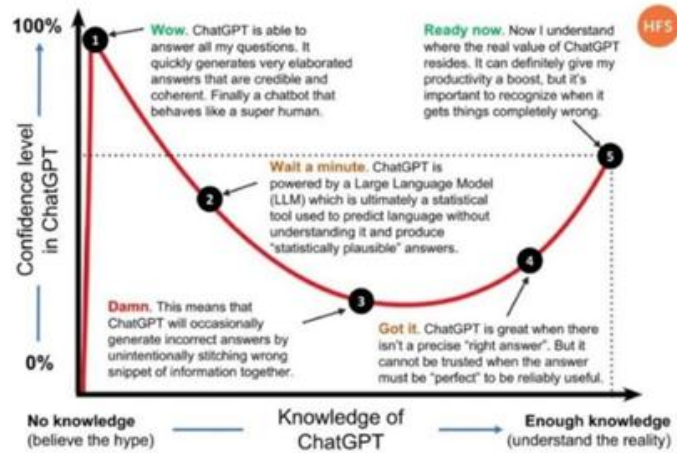 100%
HFS
1
Wow. ChatGPT is able to
answer all my questions. It
quickly generates very elaborated
answers that are credible and
coherent. Finally a chatbot that
behaves like a super human.
Ready now. Now I understand
where the real value of ChatGPT
resides. It can definitely give my
productivity a boost, but it's
important to recognize when it
gets things completely wrong.
5
Confidence level
in ChatGPT
Wait a minute. ChatGPT is
powered by a Large Language Model
(LLM) which is ultimately a statistical
tool used to predict language without
understanding it and produce
"statistically plausible" answers.
2
4
3
Damn. This means that
ChatGPT will occasionally
generate incorrect answers by
unintentionally stitching wrong
snippet of information together.
Got it. ChatGPT is great when there
isn't a precise "right answer". But it
cannot be trusted when the answer
must be "perfect" to be reliably useful.
0%
No knowledge
(believe the hype)
Knowledge of
ChatGPT
Enough knowledge
(understand the reality)